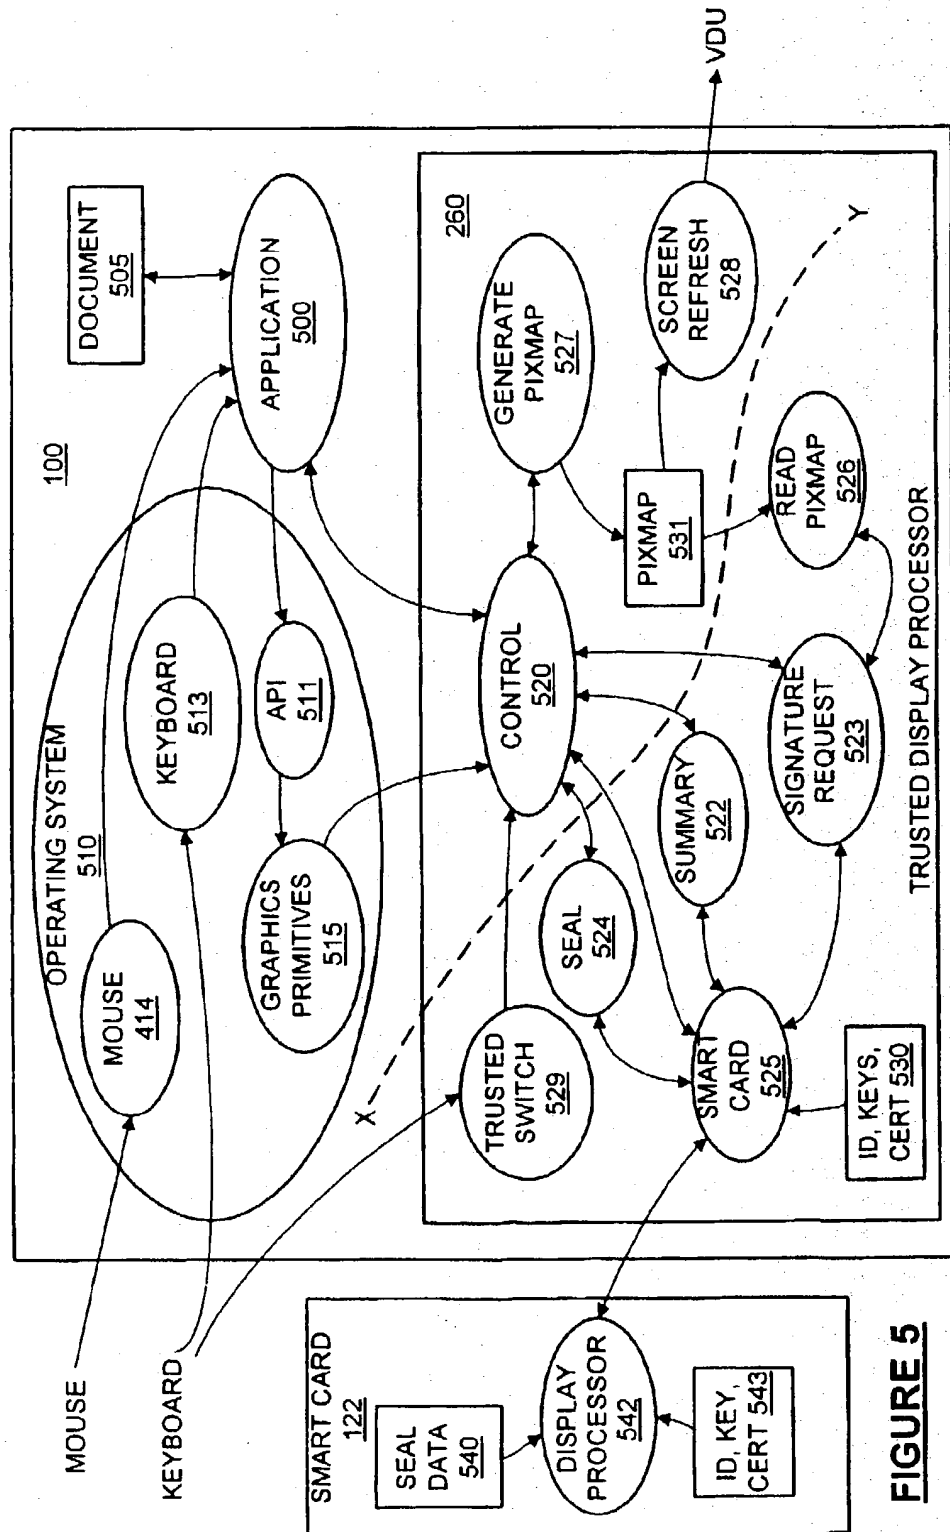 MOUSE
KEYBOARD
100
OPERATING SYSTEM
510
MOUSE
414
KEYBOARD
513
API
511
GRAPHICS
PRIMITIVES
515
DOCUMENT
505
APPLICATION
500
X
Y
260
TRUSTED
SWITCH
529
CONTROL
520
GENERATE
PIXMAP
527
SEAL
524
PIXMAP
531
SCREEN
REFRESH
528
VDU
SUMMARY
522
SMART
CARD
525
SIGNATURE
REQUEST
523
READ
PIXMAP
526
ID, KEYS,
CERT 530
TRUSTED DISPLAY PROCESSOR
SMART CARD
122
SEAL
DATA
540
DISPLAY
PROCESSOR
542
ID, KEY,
CERT 543
FIGURE 5